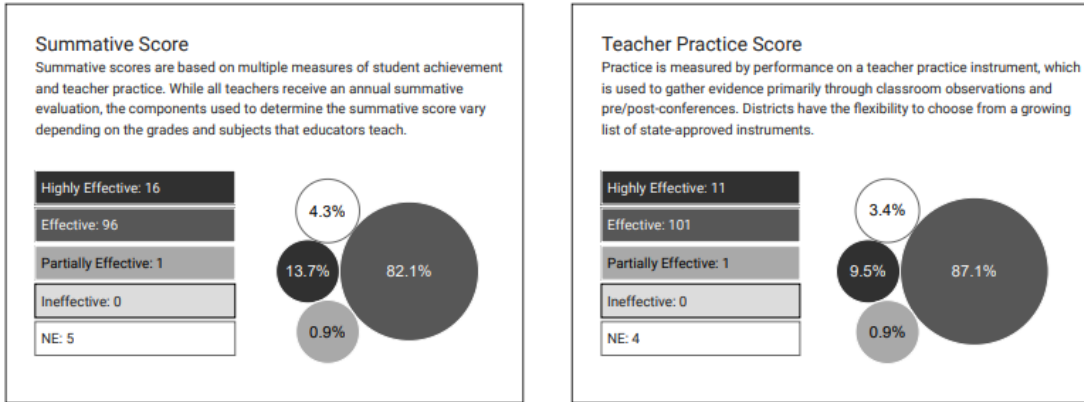 Summative Score
Summative scores are based on multiple measures of student achievement
and teacher practice. While all teachers receive an annual summative
evaluation, the components used to determine the summative score vary
depending on the grades and subjects that educators teach.
Highly Effective: 16
Effective: 96
Partially Effective: 1
Ineffective: 0
NE: 5
4.3%
13.7%
82.1%
0.9%
Teacher Practice Score
Practice is measured by performance on a teacher practice instrument, which
is used to gather evidence primarily through classroom observations and
pre/post-conferences. Districts have the flexibility to choose from a growing
list of state-approved instruments.
Highly Effective: 11
Effective: 101
Partially Effective: 1
Ineffective: 0
NE: 4
3.4%
9.5%
87.1%
0.9%